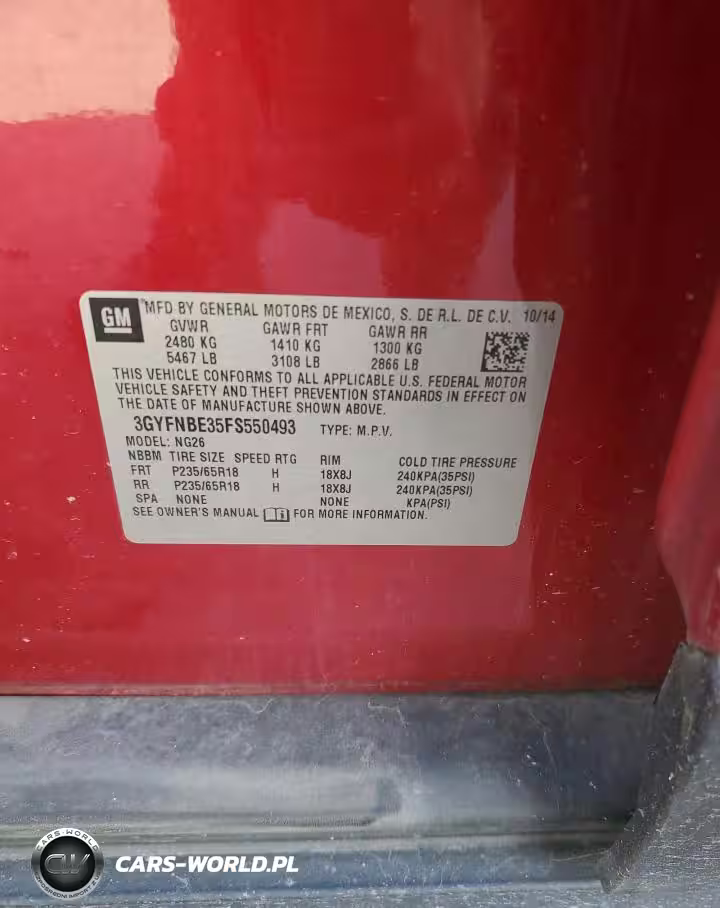 GM
MFD BY GENERAL MOTORS DE MEXICO, S. DE R.L. DE C.V. 10/14
GVWR GAWR FRT GAWR RR
2480 KG 1410 KG 1300 KG
5467 LB 3108 LB 2866 LB
THIS VEHICLE CONFORMS TO ALL APPLICABLE U.S. FEDERAL MOTOR
VEHICLE SAFETY AND THEFT PREVENTION STANDARDS IN EFFECT ON
THE DATE OF MANUFACTURE SHOWN ABOVE.
3GYFNBE35FS550493 TYPE: M.P.V.
MODEL: NG26
NBBM TIRE SIZE SPEED RTG RIM COLD TIRE PRESSURE
FRT P235/65R18 H 18X8J 240KPA(35PSI)
RR P235/65R18 H 18X8J 240KPA(35PSI)
SPA NONE NONE KPA(PSI)
SEE OWNER'S MANUAL FOR MORE INFORMATION.
CARS-WORLD
CW
CARS-WORLD.PL